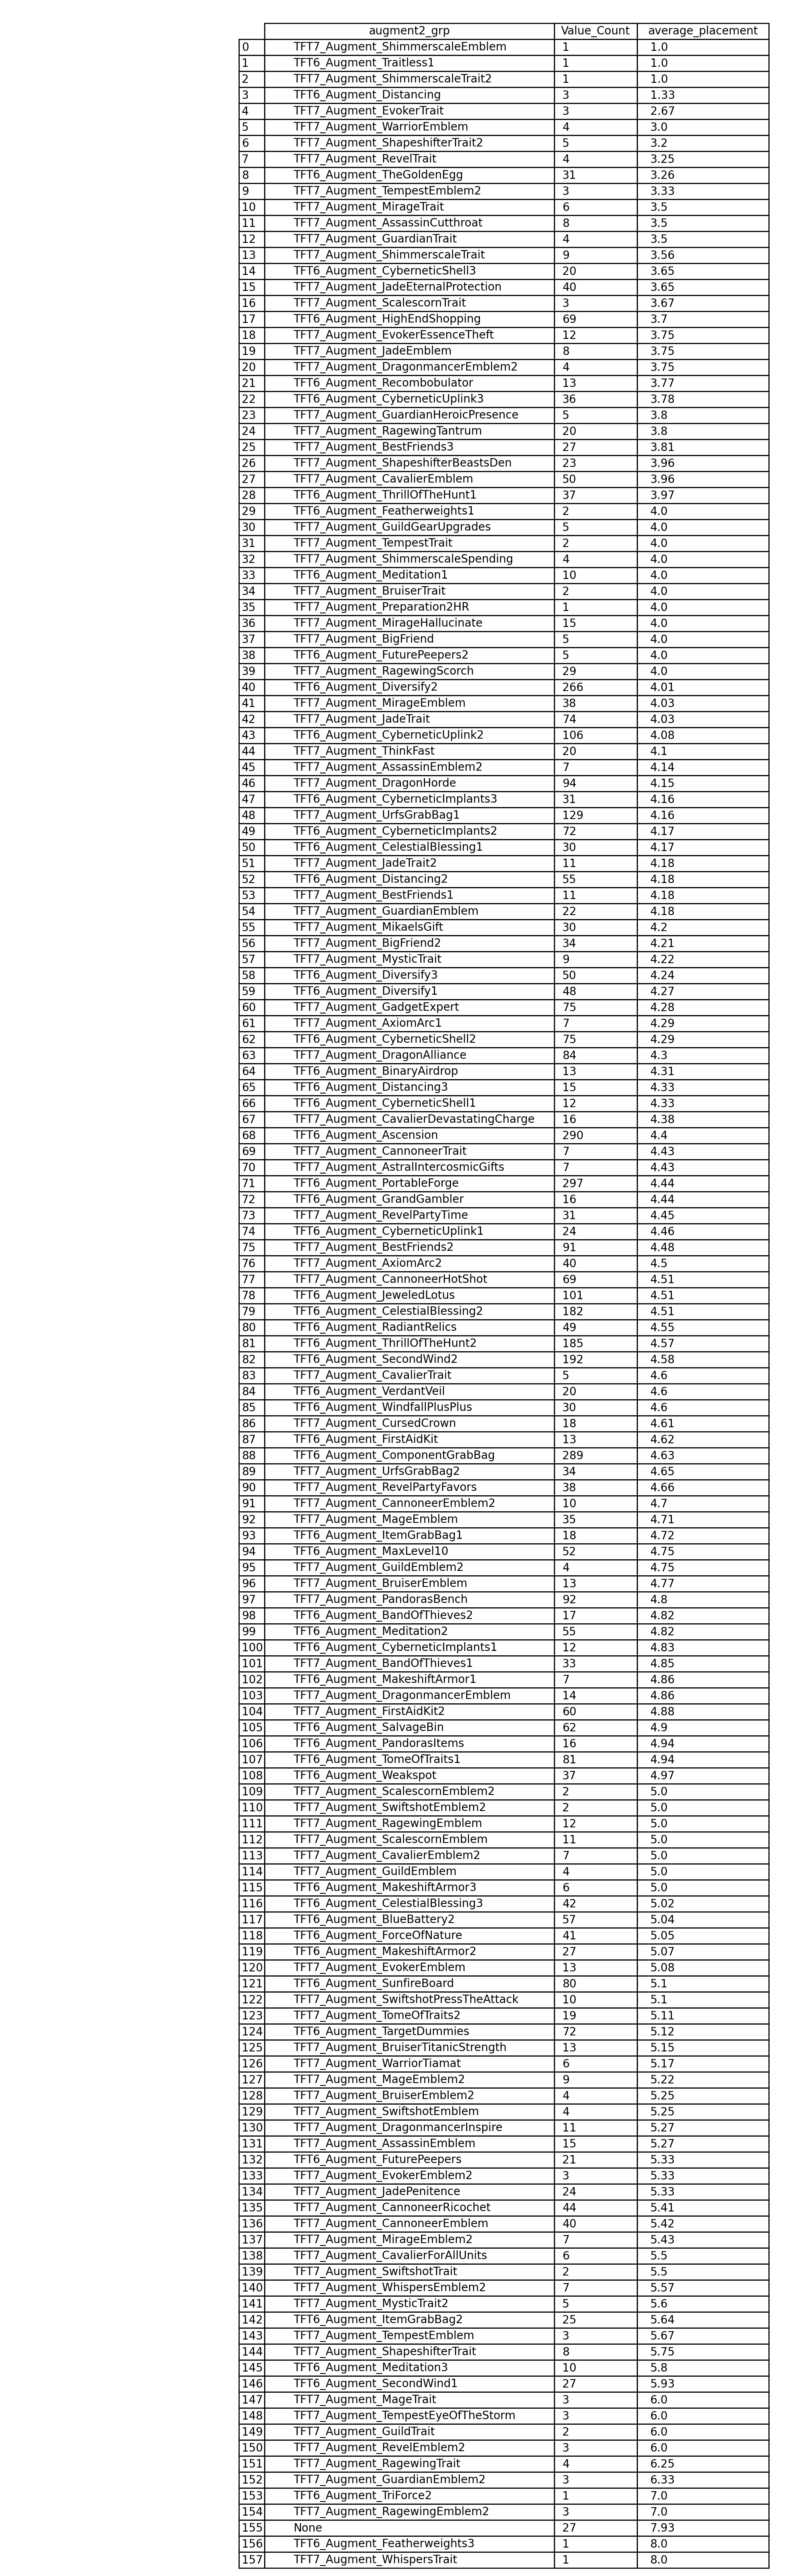 augment2_grp Value_Count average_placement
0 TFT7_Augment_ShimmerscaleEmblem 1 1.0
1 TFT6_Augment_Traitless1 1 1.0
2 TFT7_Augment_ShimmerscaleTrait2 1 1.0
3 TFT6_Augment_Distancing 3 1.33
4 TFT7_Augment_EvokerTrait 3 2.67
5 TFT7_Augment_WarriorEmblem 4 3.0
6 TFT7_Augment_ShapeshifterTrait2 5 3.2
7 TFT7_Augment_RevelTrait 4 3.25
8 TFT6_Augment_TheGoldenEgg 31 3.26
9 TFT7_Augment_TempestEmblem2 3 3.33
10 TFT7_Augment_MirageTrait 6 3.5
11 TFT7_Augment_AssassinCutthroat 8 3.5
12 TFT7_Augment_GuardianTrait 4 3.5
13 TFT7_Augment_ShimmerscaleTrait 9 3.56
14 TFT6_Augment_CyberneticShell3 20 3.65
15 TFT7_Augment_JadeEternalProtection 40 3.65
16 TFT7_Augment_ScalescornTrait 3 3.67
17 TFT6_Augment_HighEndShopping 69 3.7
18 TFT7_Augment_EvokerEssenceTheft 12 3.75
19 TFT7_Augment_JadeEmblem 8 3.75
20 TFT7_Augment_DragonmancerEmblem2 4 3.75
21 TFT6_Augment_Recombobulator 13 3.77
22 TFT6_Augment_CyberneticUplink3 36 3.78
23 TFT7_Augment_GuardianHeroicPresence 5 3.8
24 TFT7_Augment_RagewingTantrum 20 3.8
25 TFT7_Augment_BestFriends3 27 3.81
26 TFT7_Augment_ShapeshifterBeastsDen 23 3.96
27 TFT7_Augment_CavalierEmblem 50 3.96
28 TFT6_Augment_ThrillOfTheHunt1 37 3.97
29 TFT6_Augment_Featherweights1 2 4.0
30 TFT7_Augment_GuildGearUpgrades 5 4.0
31 TFT7_Augment_TempestTrait 2 4.0
32 TFT7_Augment_ShimmerscaleSpending 4 4.0
33 TFT6_Augment_Meditation1 10 4.0
34 TFT7_Augment_BruiserTrait 2 4.0
35 TFT7_Augment_Preparation2HR 1 4.0
36 TFT7_Augment_MirageHallucinate 15 4.0
37 TFT7_Augment_BigFriend 5 4.0
38 TFT6_Augment_FuturePeepers2 5 4.0
39 TFT7_Augment_RagewingScorch 29 4.0
40 TFT6_Augment_Diversify2 266 4.01
41 TFT7_Augment_MirageEmblem 38 4.03
42 TFT7_Augment_JadeTrait 74 4.03
43 TFT6_Augment_CyberneticUplink2 106 4.08
44 TFT7_Augment_ThinkFast 20 4.1
45 TFT7_Augment_AssassinEmblem2 7 4.14
46 TFT7_Augment_DragonHorde 94 4.15
47 TFT6_Augment_CyberneticImplants3 31 4.16
48 TFT7_Augment_UrfsGrabBag1 129 4.16
49 TFT6_Augment_CyberneticImplants2 72 4.17
50 TFT6_Augment_CelestialBlessing1 30 4.17
51 TFT7_Augment_JadeTrait2 11 4.18
52 TFT6_Augment_Distancing2 55 4.18
53 TFT7_Augment_BestFriends1 11 4.18
54 TFT7_Augment_GuardianEmblem 22 4.18
55 TFT7_Augment_MikaelsGift 30 4.2
56 TFT7_Augment_BigFriend2 34 4.21
57 TFT7_Augment_MysticTrait 9 4.22
58 TFT6_Augment_Diversify3 50 4.24
59 TFT6_Augment_Diversify1 48 4.27
60 TFT7_Augment_GadgetExpert 75 4.28
61 TFT7_Augment_AxiomArc1 7 4.29
62 TFT6_Augment_CyberneticShell2 75 4.29
63 TFT7_Augment_DragonAlliance 84 4.3
64 TFT6_Augment_BinaryAirdrop 13 4.31
65 TFT6_Augment_Distancing3 15 4.33
66 TFT6_Augment_CyberneticShell1 12 4.33
67 TFT7_Augment_CavalierDevastatingCharge 16 4.38
68 TFT6_Augment_Ascension 290 4.4
69 TFT7_Augment_CannoneerTrait 7 4.43
70 TFT7_Augment_AstralIntercosmicGifts 7 4.43
71 TFT6_Augment_PortableForge 297 4.44
72 TFT6_Augment_GrandGambler 16 4.44
73 TFT7_Augment_RevelPartyTime 31 4.45
74 TFT6_Augment_CyberneticUplink1 24 4.46
75 TFT7_Augment_BestFriends2 91 4.48
76 TFT7_Augment_AxiomArc2 40 4.5
77 TFT7_Augment_CannoneerHotShot 69 4.51
78 TFT6_Augment_JeweledLotus 101 4.51
79 TFT6_Augment_CelestialBlessing2 182 4.51
80 TFT6_Augment_RadiantRelics 49 4.55
81 TFT6_Augment_ThrillOfTheHunt2 185 4.57
82 TFT6_Augment_SecondWind2 192 4.58
83 TFT7_Augment_CavalierTrait 5 4.6
84 TFT6_Augment_VerdantVeil 20 4.6
85 TFT6_Augment_WindfallPlusPlus 30 4.6
86 TFT7_Augment_CursedCrown 18 4.61
87 TFT6_Augment_FirstAidKit 13 4.62
88 TFT6_Augment_ComponentGrabBag 289 4.63
89 TFT7_Augment_UrfsGrabBag2 34 4.65
90 TFT7_Augment_RevelPartyFavors 38 4.66
91 TFT7_Augment_CannoneerEmblem2 10 4.7
92 TFT7_Augment_MageEmblem 35 4.71
93 TFT6_Augment_ItemGrabBag1 18 4.72
94 TFT6_Augment_MaxLevel10 52 4.75
95 TFT7_Augment_GuildEmblem2 4 4.75
96 TFT7_Augment_BruiserEmblem 13 4.77
97 TFT7_Augment_PandorasBench 92 4.8
98 TFT6_Augment_BandOfThieves2 17 4.82
99 TFT6_Augment_Meditation2 55 4.82
100 TFT6_Augment_CyberneticImplants1 12 4.83
101 TFT7_Augment_BandOfThieves1 33 4.85
102 TFT6_Augment_MakeshiftArmor1 7 4.86
103 TFT7_Augment_DragonmancerEmblem 14 4.86
104 TFT7_Augment_FirstAidKit2 60 4.88
105 TFT6_Augment_SalvageBin 62 4.9
106 TFT6_Augment_PandorasItems 16 4.94
107 TFT6_Augment_TomeOfTraits1 81 4.94
108 TFT6_Augment_Weakspot 37 4.97
109 TFT7_Augment_ScalescornEmblem2 2 5.0
110 TFT7_Augment_SwiftshotEmblem2 2 5.0
111 TFT7_Augment_RagewingEmblem 12 5.0
112 TFT7_Augment_ScalescornEmblem 11 5.0
113 TFT7_Augment_CavalierEmblem2 7 5.0
114 TFT7_Augment_GuildEmblem 4 5.0
115 TFT6_Augment_MakeshiftArmor3 6 5.0
116 TFT6_Augment_CelestialBlessing3 42 5.02
117 TFT6_Augment_BlueBattery2 57 5.04
118 TFT6_Augment_ForceOfNature 41 5.05
119 TFT6_Augment_MakeshiftArmor2 27 5.07
120 TFT7_Augment_EvokerEmblem 13 5.08
121 TFT6_Augment_SunfireBoard 80 5.1
122 TFT7_Augment_SwiftshotPressTheAttack 10 5.1
123 TFT7_Augment_TomeOfTraits2 19 5.11
124 TFT6_Augment_TargetDummies 72 5.12
125 TFT7_Augment_BruiserTitanicStrength 13 5.15
126 TFT7_Augment_WarriorTiamat 6 5.17
127 TFT7_Augment_MageEmblem2 9 5.22
128 TFT7_Augment_BruiserEmblem2 4 5.25
129 TFT7_Augment_SwiftshotEmblem 4 5.25
130 TFT7_Augment_DragonmancerInspire 11 5.27
131 TFT7_Augment_AssassinEmblem 15 5.27
132 TFT6_Augment_FuturePeepers 21 5.33
133 TFT7_Augment_EvokerEmblem2 3 5.33
134 TFT7_Augment_JadePenitence 24 5.33
135 TFT7_Augment_CannoneerRicochet 44 5.41
136 TFT7_Augment_CannoneerEmblem 40 5.42
137 TFT7_Augment_MirageEmblem2 7 5.43
138 TFT7_Augment_CavalierForAllUnits 6 5.5
139 TFT7_Augment_SwiftshotTrait 2 5.5
140 TFT7_Augment_WhispersEmblem2 7 5.57
141 TFT7_Augment_MysticTrait2 5 5.6
142 TFT6_Augment_ItemGrabBag2 25 5.64
143 TFT7_Augment_TempestEmblem 3 5.67
144 TFT7_Augment_ShapeshifterTrait 8 5.75
145 TFT6_Augment_Meditation3 10 5.8
146 TFT6_Augment_SecondWind1 27 5.93
147 TFT7_Augment_MageTrait 3 6.0
148 TFT7_Augment_TempestEyeOfTheStorm 3 6.0
149 TFT7_Augment_GuildTrait 2 6.0
150 TFT7_Augment_RevelEmblem2 3 6.0
151 TFT7_Augment_RagewingTrait 4 6.25
152 TFT7_Augment_GuardianEmblem2 3 6.33
153 TFT6_Augment_TriForce2 1 7.0
154 TFT7_Augment_RagewingEmblem2 3 7.0
155 None 27 7.93
156 TFT6_Augment_Featherweights3 1 8.0
157 TFT7_Augment_WhispersTrait 1 8.0